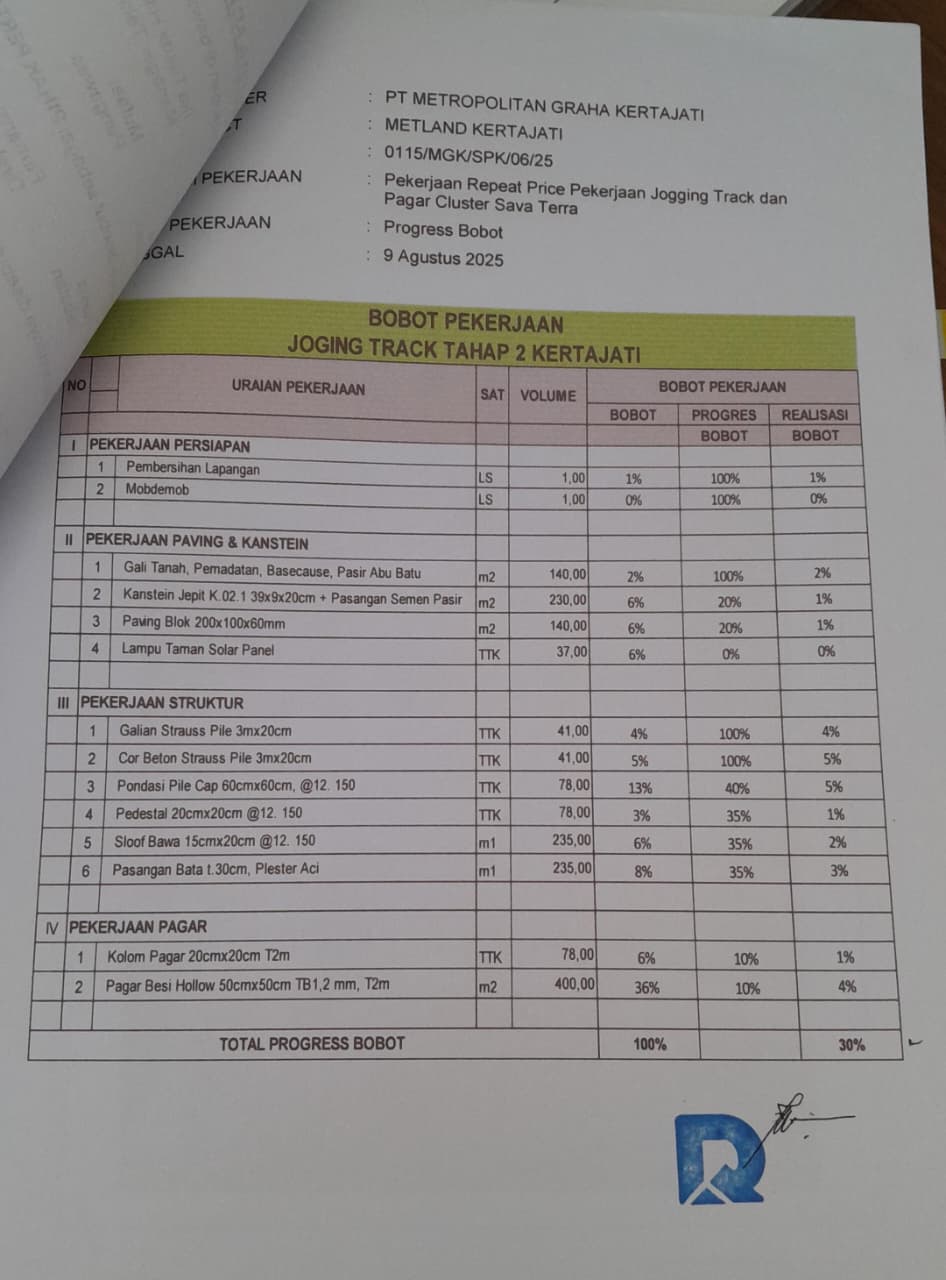 : PT METROPOLITAN GRAHA KERTAJATI
: METLAND KERTAJATI
: 0115/MGK/SPK/06/25
PEKERJAAN : Pekerjaan Repeat Price Pekerjaan Jogging Track dan
Pagar Cluster Sava Terra
PEKERJAAN : Progress Bobot
: 9 Agustus 2025
BOBOT PEKERJAAN
JOGING TRACK TAHAP 2 KERTAJATI
NO URAIAN PEKERJAAN SAT VOLUME BOBOT PEKERJAAN
BOBOT PROGRES REALISASI
BOBOT BOBOT
I PEKERJAAN PERSIAPAN
1 Pembersihan Lapangan LS 1,00 1% 100% 1%
2 Mobdemob LS 1,00 0% 100% 0%
II PEKERJAAN PAVING & KANSTEIN
1 Gali Tanah, Pemadatan, Basecause, Pasir Abu Batu m2 140,00 2% 100% 2%
2 Kanstein Jepit K.02.1 39x9x20cm + Pasangan Semen Pasir m2 230,00 6% 20% 1%
3 Paving Blok 200x100x60mm m2 140,00 6% 20% 1%
4 Lampu Taman Solar Panel TTK 37,00 6% 0% 0%
III PEKERJAAN STRUKTUR
1 Galian Strauss Pile 3mx20cm TTK 41,00 4% 100% 4%
2 Cor Beton Strauss Pile 3mx20cm TTK 41,00 5% 100% 5%
3 Pondasi Pile Cap 60cmx60cm, @12. 150 TTK 78,00 13% 40% 5%
4 Pedestal 20cmx20cm @12. 150 TTK 78,00 3% 35% 1%
5 Sloof Bawa 15cmx20cm @12. 150 m1 235,00 6% 35% 2%
6 Pasangan Bata t.30cm, Plester Aci m1 235,00 8% 35% 3%
IV PEKERJAAN PAGAR
1 Kolom Pagar 20cmx20cm T2m TTK 78,00 6% 10% 1%
2 Pagar Besi Hollow 50cmx50cm TB1,2 mm, T2m m2 400,00 36% 10% 4%
TOTAL PROGRESS BOBOT 100% 30%